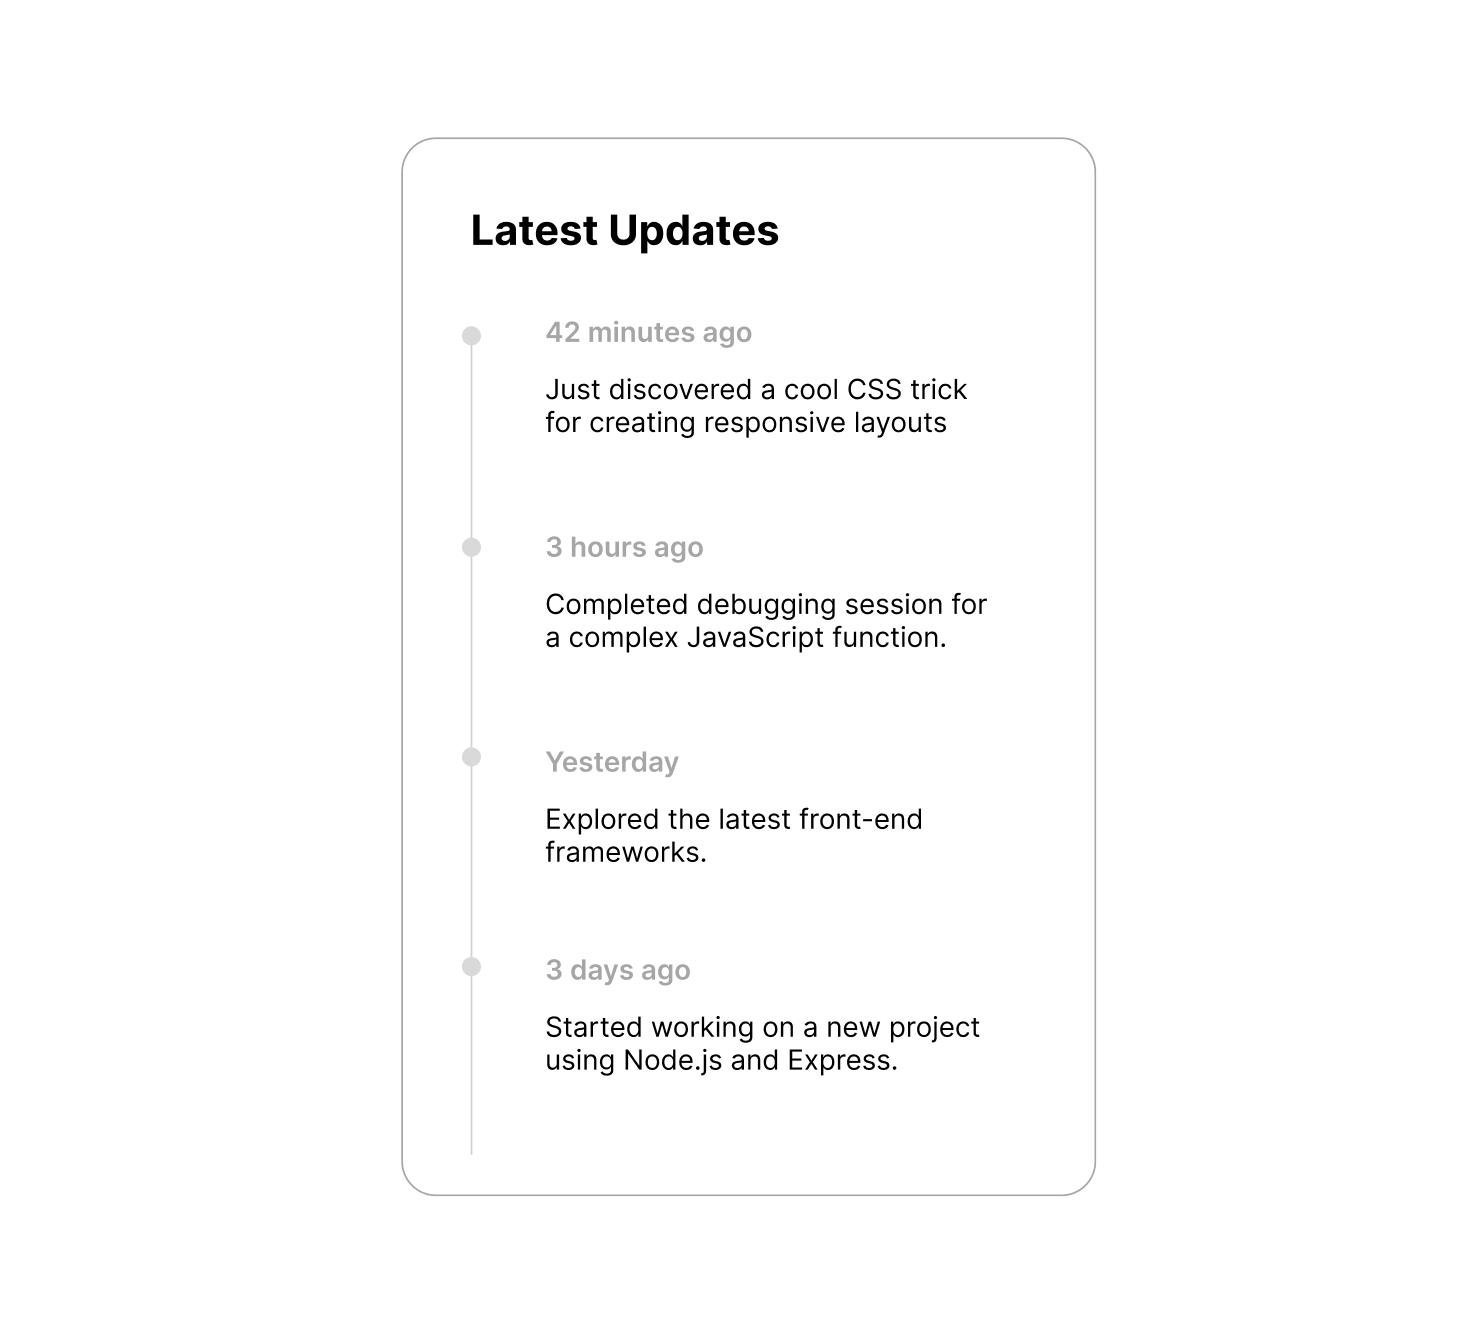 Latest Updates
42 minutes ago
Just discovered a cool CSS trick
for creating responsive layouts
3 hours ago
Completed debugging session for
a complex JavaScript function.
Yesterday
Explored the latest front-end
frameworks.
3 days ago
Started working on a new project
using Node.js and Express.